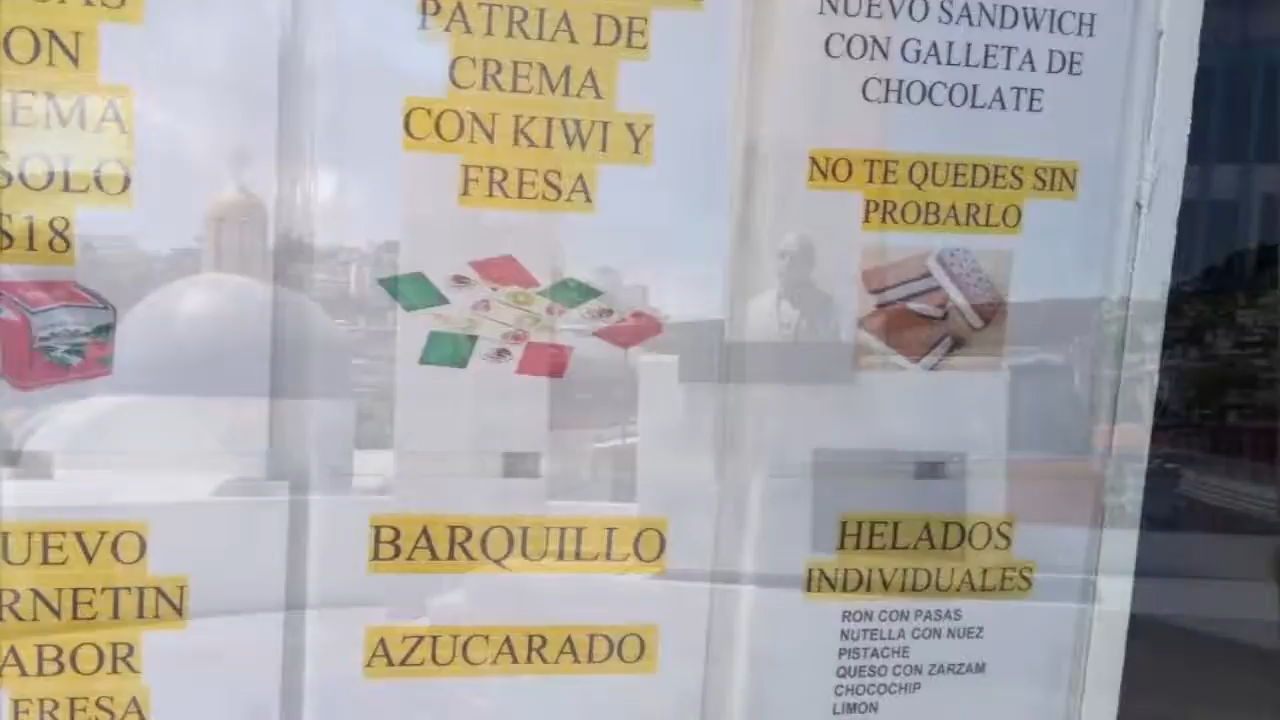 ON
EMA
SOLO
$18
PATRIA DE
CREMA
CON KIWI Y
FRESA
NUEVO SANDWICH
CON GALLETA DE
CHOCOLATE
NO TE QUEDES SIN
PROBARLO
UEVO
RNETIN
ABOR
FRESA
BARQUILLO
AZUCARADO
HELADOS
INDIVIDUALES
RON CON PASAS
NUTELLA CON NUEZ
PISTACHE
QUESO CON ZARZAM
CHOCOCHIP
LIMON